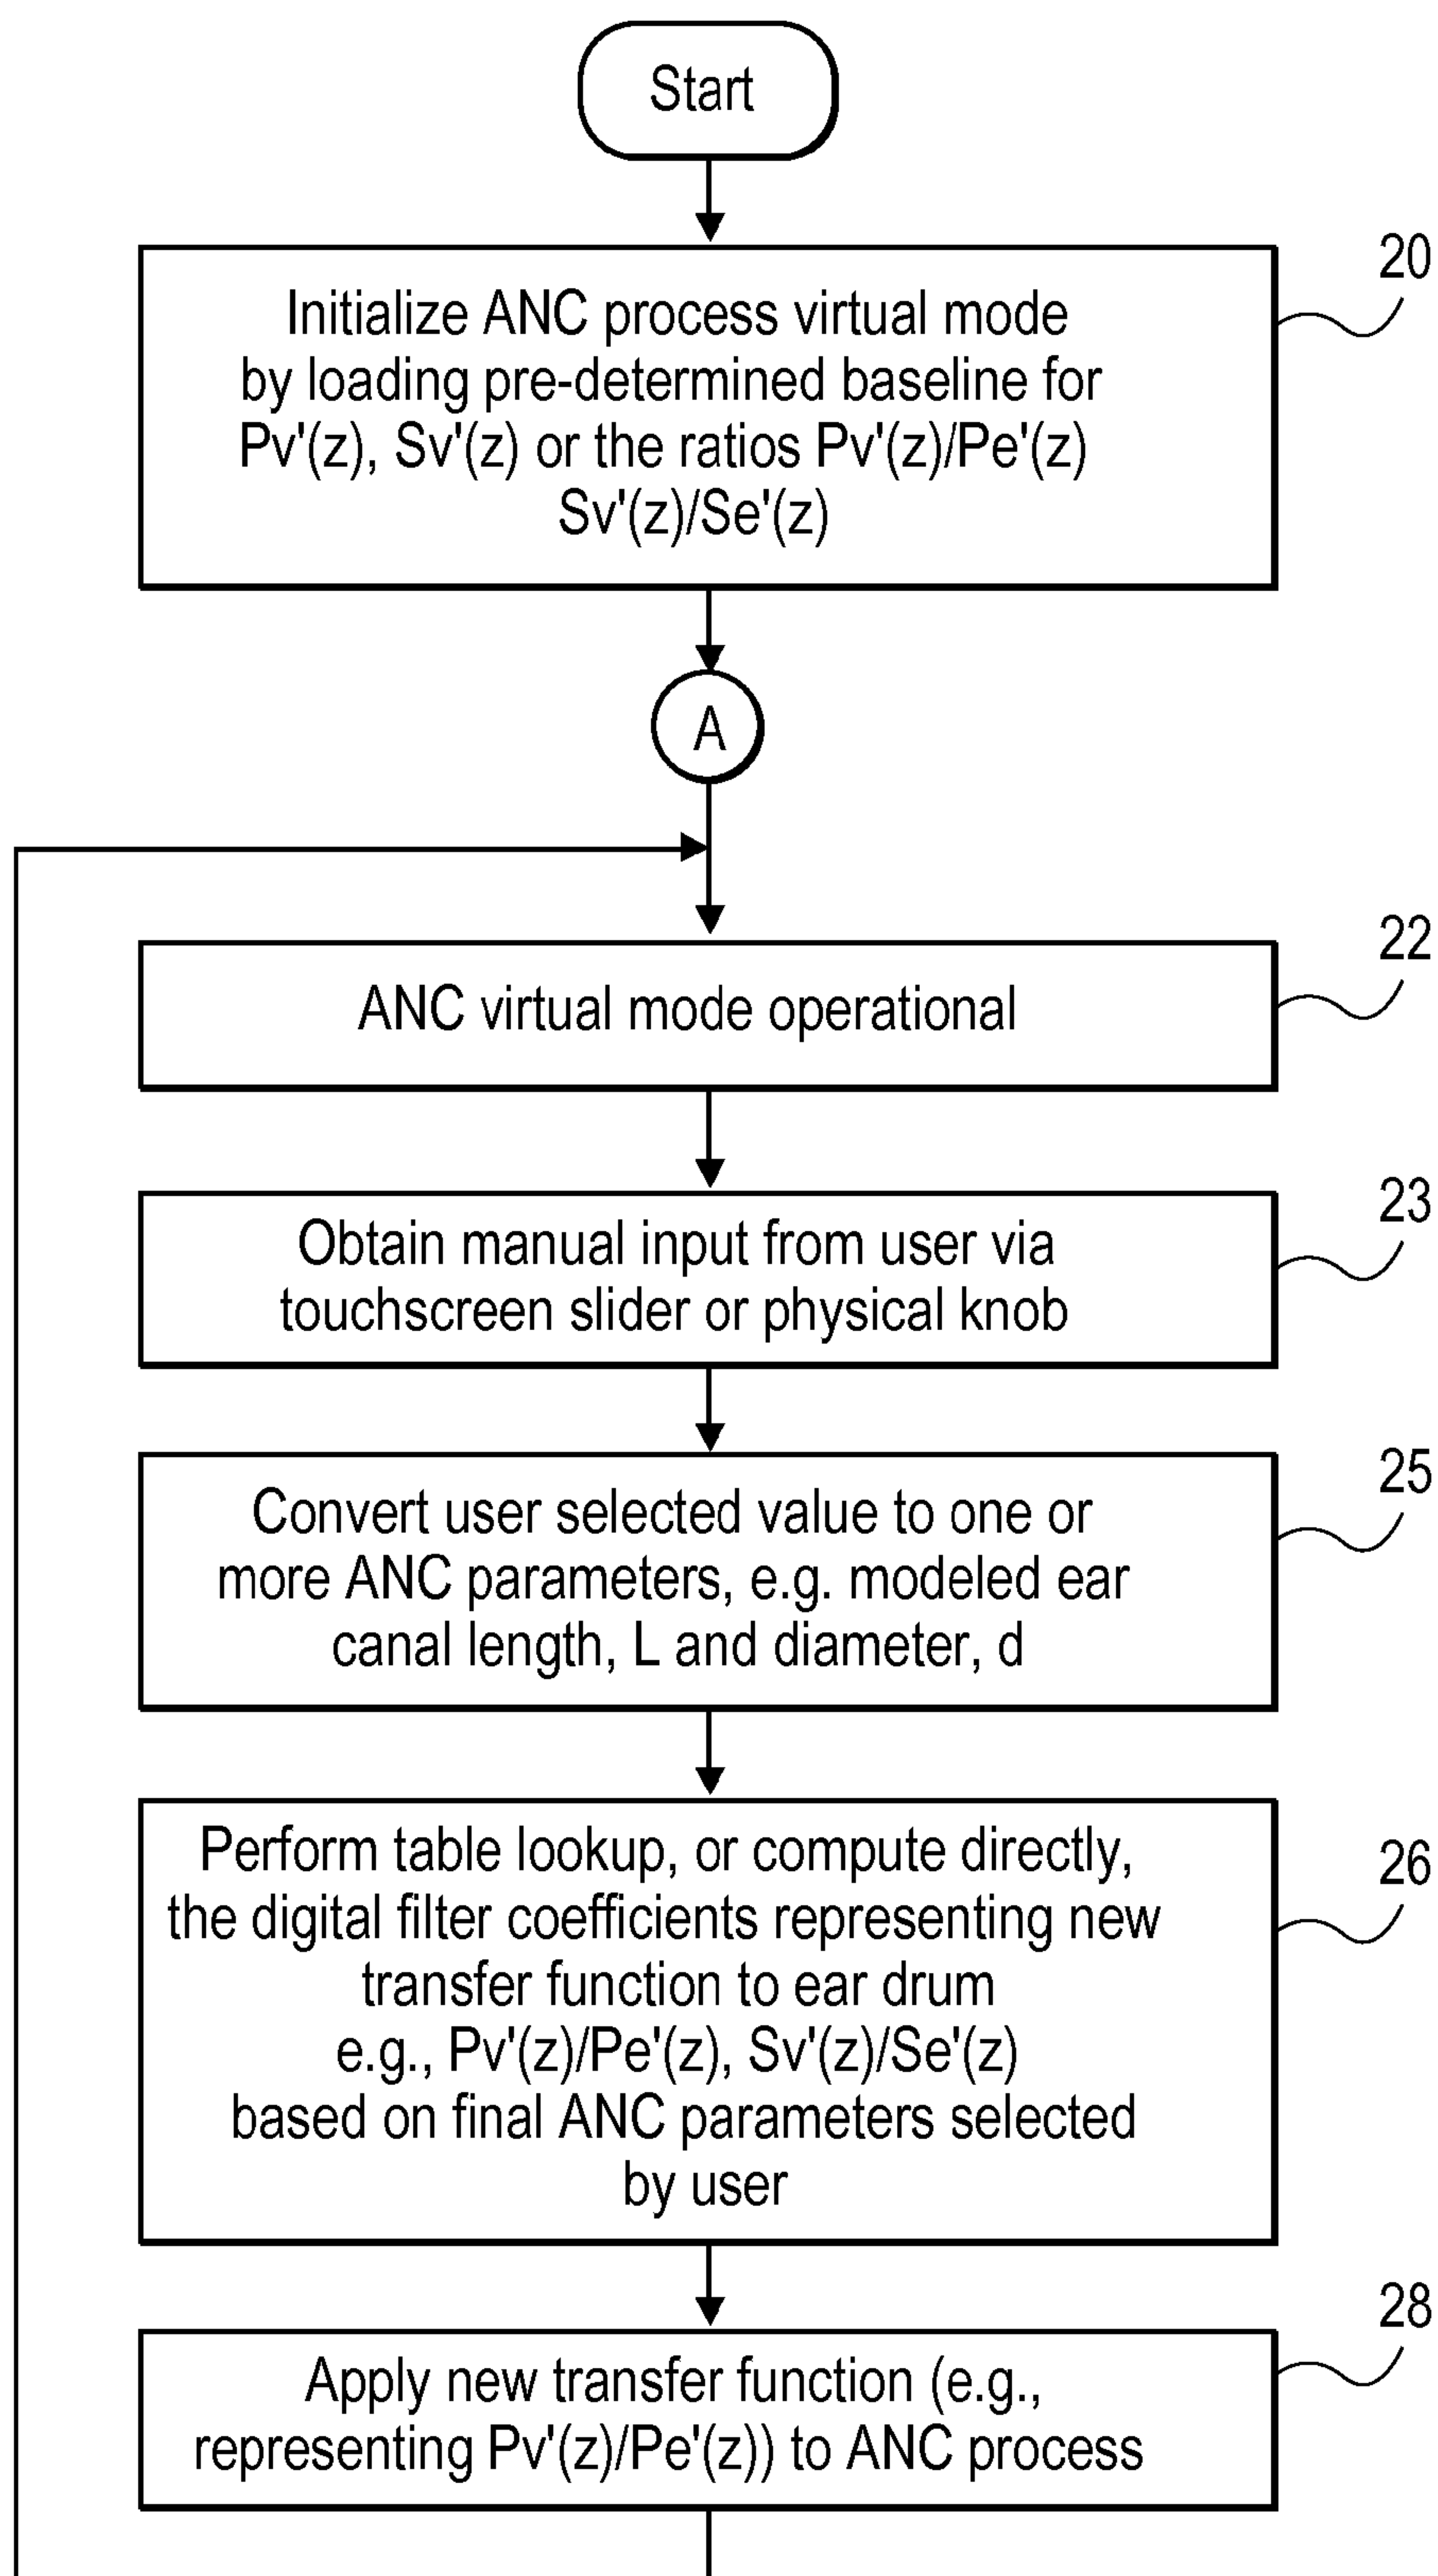 Start
20
Initialize ANC process virtual mode
by loading pre-determined baseline for
Pv'(z), Sv'(z) or the ratios Pv'(z)/Pe'(z)
Sv'(z)/Se'(z)
A
22
ANC virtual mode operational
23
Obtain manual input from user via
touchscreen slider or physical knob
25
Convert user selected value to one or
more ANC parameters, e.g. modeled ear
canal length, L and diameter, d
26
Perform table lookup, or compute directly,
the digital filter coefficients representing new
transfer function to ear drum
e.g., Pv'(z)/Pe'(z), Sv'(z)/Se'(z)
based on final ANC parameters selected
by user
28
Apply new transfer function (e.g.,
representing Pv'(z)/Pe'(z)) to ANC process